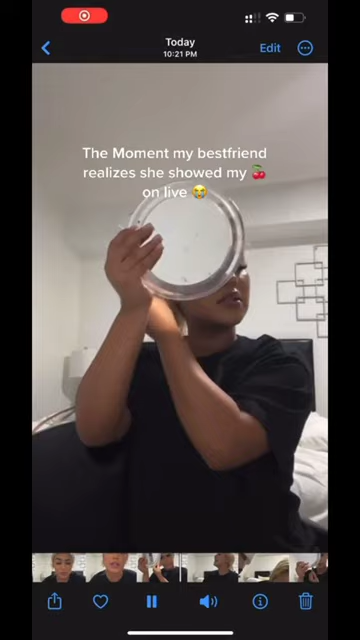 Today
10:21 PM
Edit
The Moment my bestfriend
realizes she showed my 🍒
on live 😭